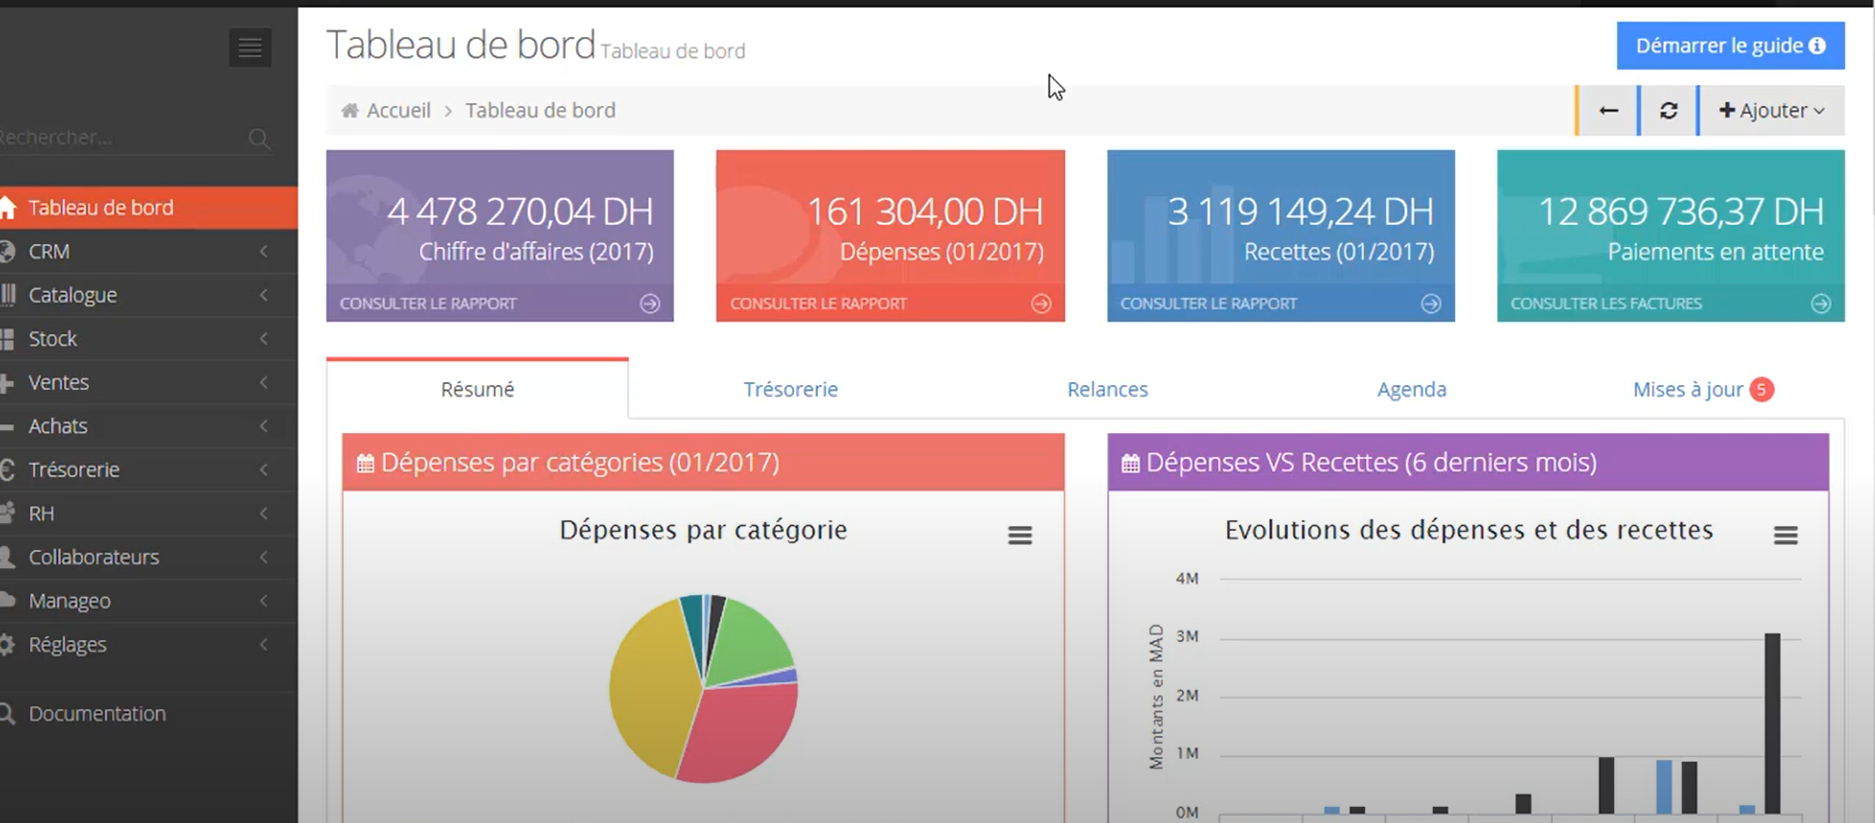 Tableau de bord Tableau de bord
Démarrer le guide
Accueil > Tableau de bord
Ajouter
Rechercher...
Tableau de bord
CRM
Catalogue
Stock
Ventes
Achats
Trésorerie
RH
Collaborateurs
Manageo
Réglages
Documentation
4 478 270,04 DH
Chiffre d'affaires (2017)
CONSULTER LE RAPPORT
161 304,00 DH
Dépenses (01/2017)
CONSULTER LE RAPPORT
3 119 149,24 DH
Recettes (01/2017)
CONSULTER LE RAPPORT
12 869 736,37 DH
Paiements en attente
CONSULTER LES FACTURES
Résumé
Trésorerie
Relances
Agenda
Mises à jour 5
Dépenses par catégories (01/2017)
Dépenses par catégorie
Dépenses VS Recettes (6 derniers mois)
Evolutions des dépenses et des recettes
Montants en MAD
4M
3M
2M
1M
0M